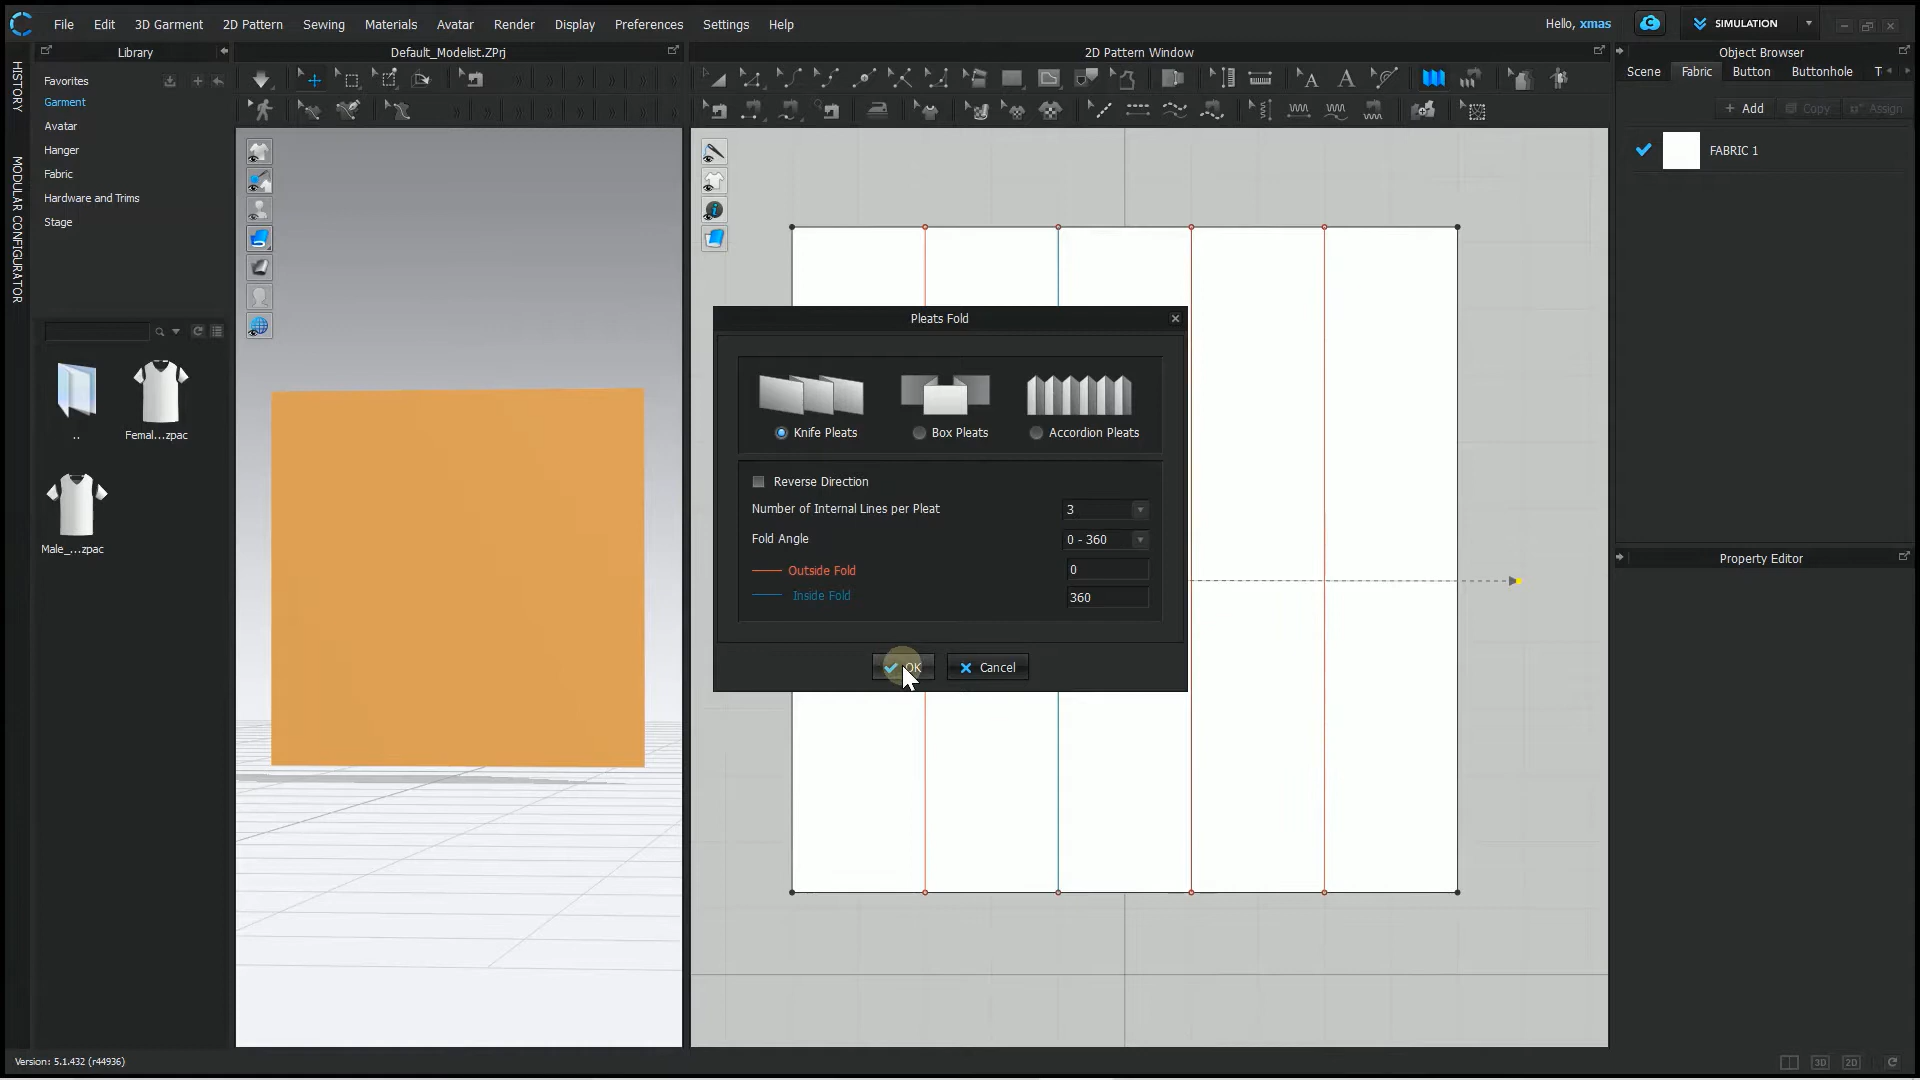 File Edit 3D Garment 2D Pattern Sewing Materials Avatar Render Display Preferences Settings Help
Hello, xmas
SIMULATION
Library
Default_Modelist.ZPrj
2D Pattern Window
Object Browser
HISTORY
MODULAR CONFIGURATOR
Favorites
Garment
Avatar
Hanger
Fabric
Hardware and Trims
Stage
..
Femal...zpac
Male_...zpac
Scene Fabric Button Buttonhole T
+ Add Copy Assign
FABRIC 1
Property Editor
Pleats Fold
Knife Pleats
Box Pleats
Accordion Pleats
Reverse Direction
Number of Internal Lines per Pleat 3
Fold Angle 0 - 360
Outside Fold 0
Inside Fold 360
OK
Cancel
Version: 5.1.432 (r44936)
3D
2D